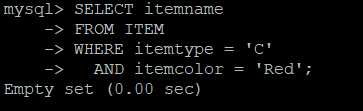 mysql> SELECT itemname
    -> FROM ITEM
    -> WHERE itemtype = 'C'
    ->   AND itemcolor = 'Red';
Empty set (0.00 sec)